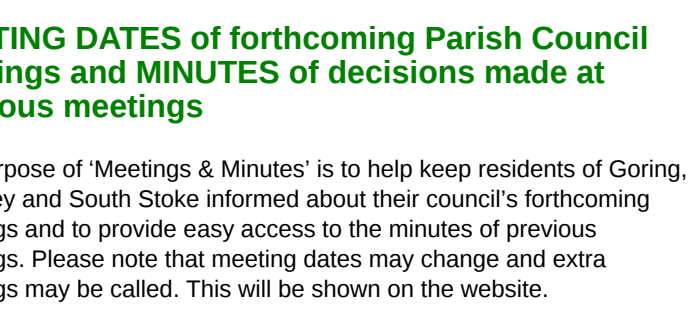 TING DATES of forthcoming Parish Council
ings and MINUTES of decisions made at
ous meetings
rpose of ‘Meetings & Minutes’ is to help keep residents of Goring,
ey and South Stoke informed about their council’s forthcoming
gs and to provide easy access to the minutes of previous
gs. Please note that meeting dates may change and extra
gs may be called. This will be shown on the website.